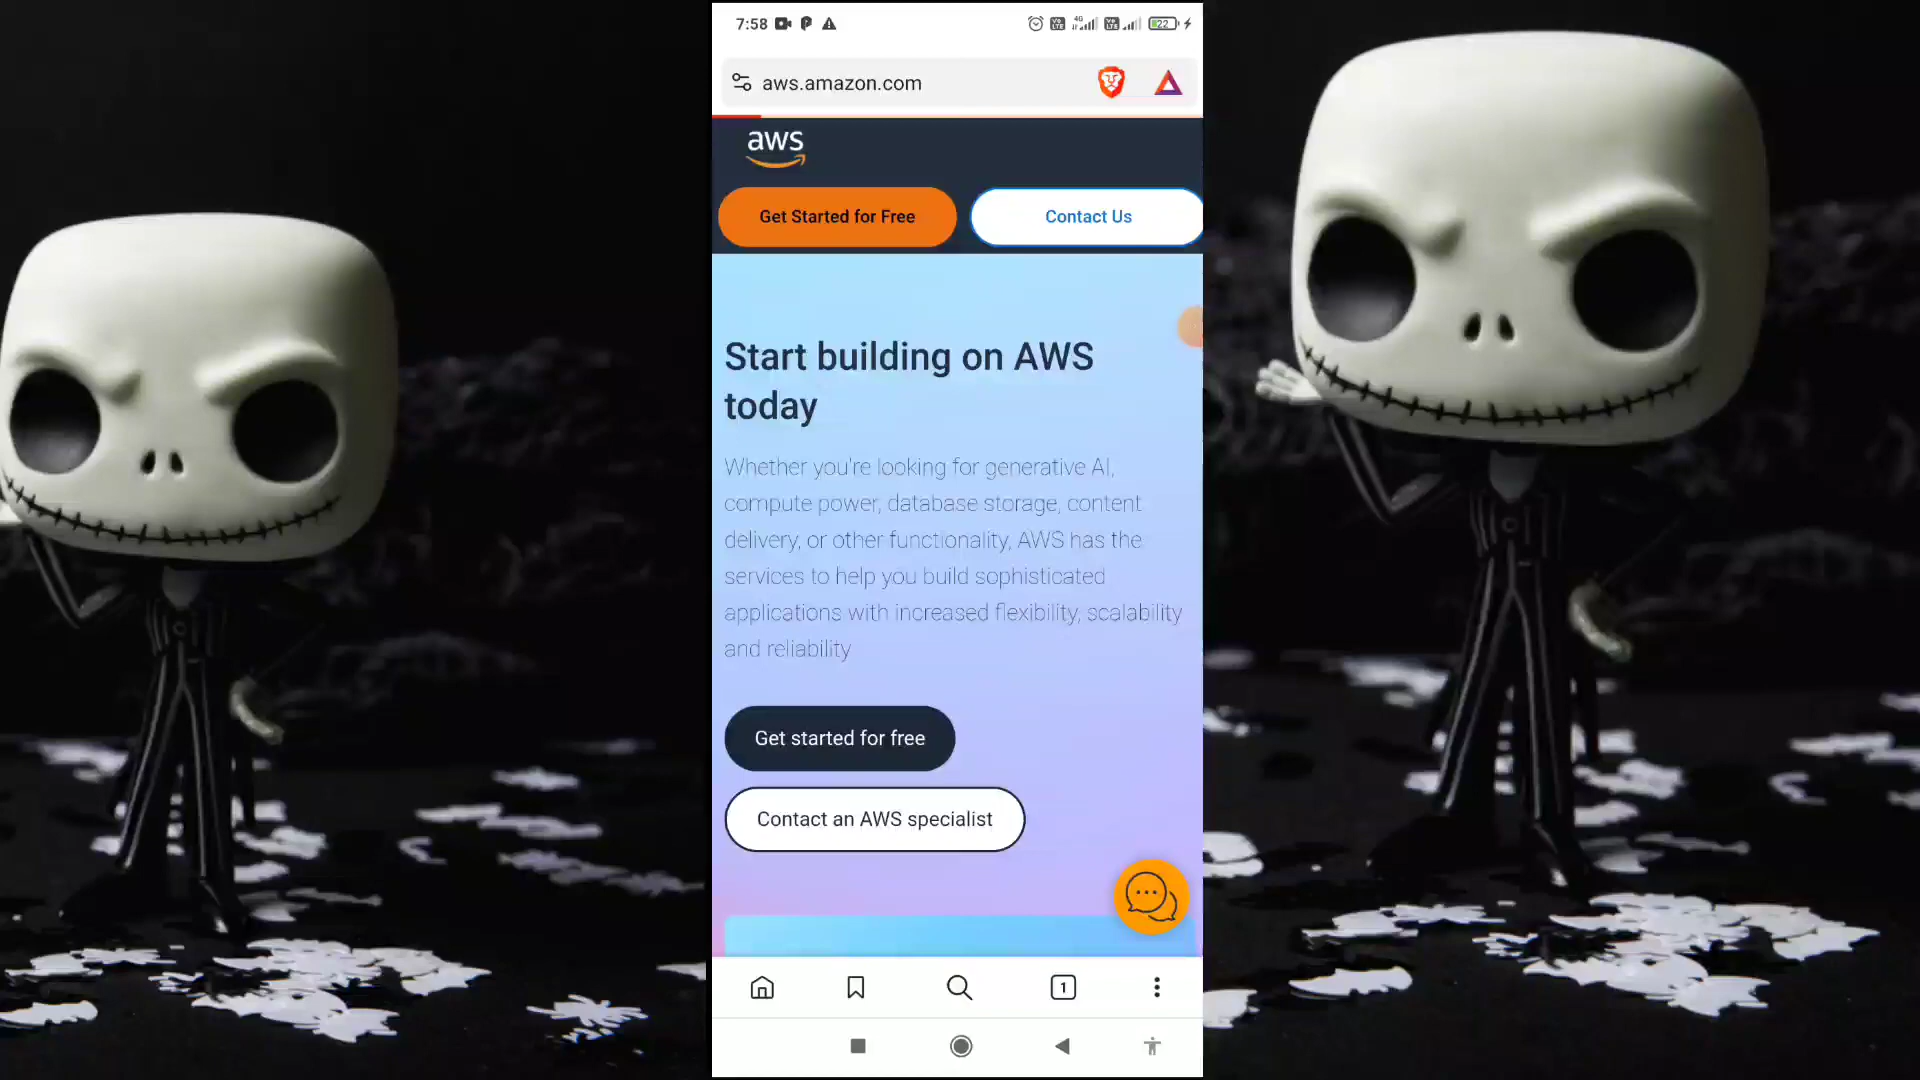 7:58
4G
22
aws.amazon.com
aws
Get Started for Free
Contact Us
Start building on AWS
today
Whether you're looking for generative AI,
compute power, database storage, content
delivery, or other functionality, AWS has the
services to help you build sophisticated
applications with increased flexibility, scalability
and reliability
Get started for free
Contact an AWS specialist
1